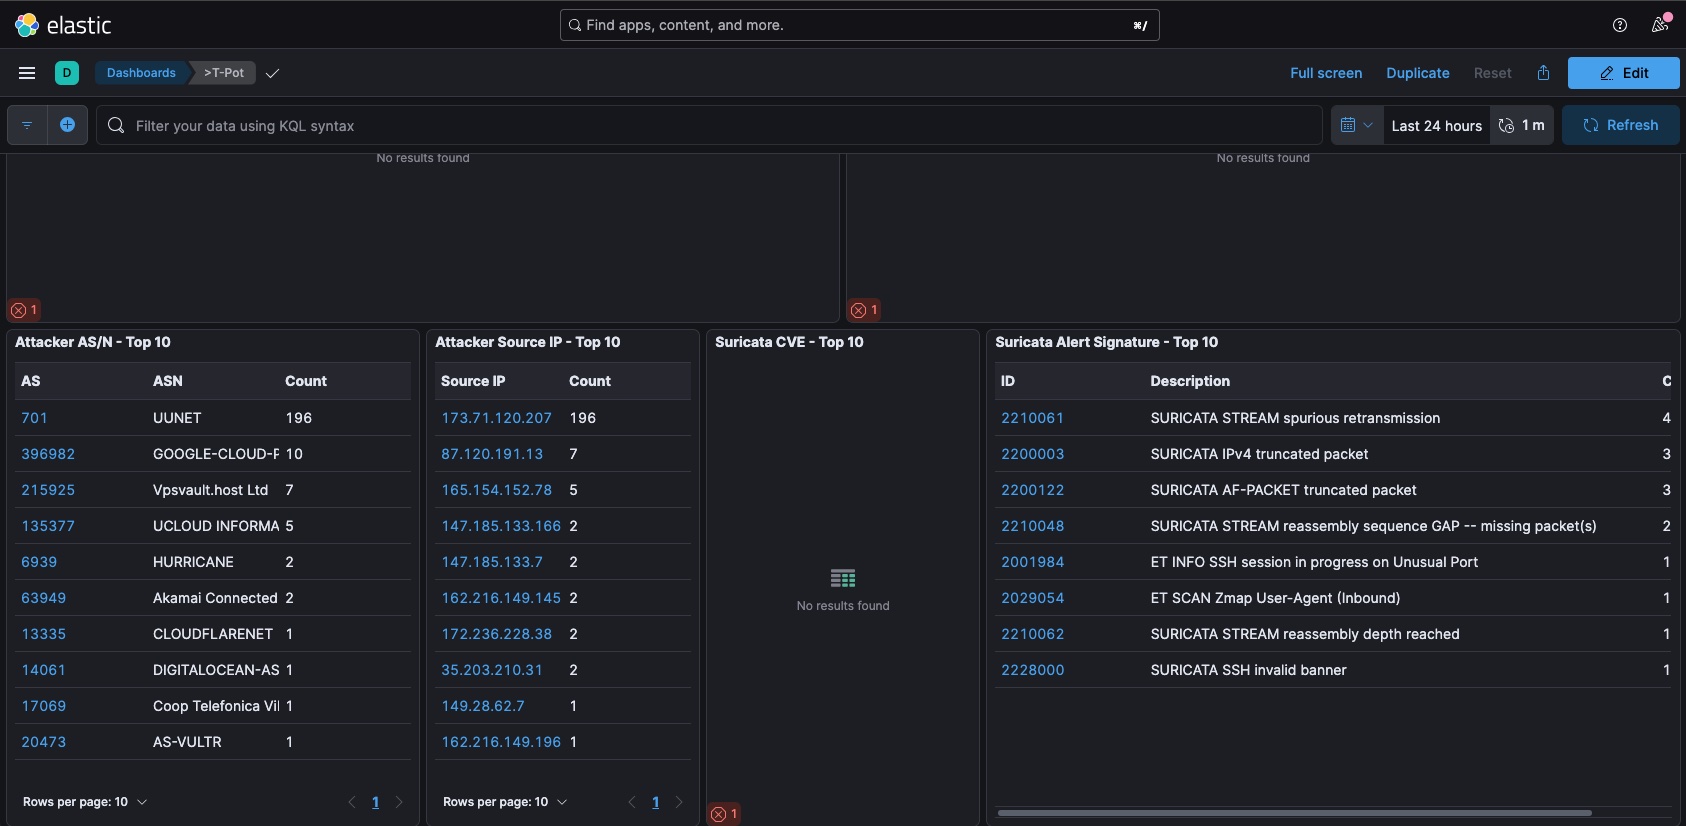 elastic
Find apps, content, and more.
⌘/
D
Dashboards
>T-Pot
Full screen
Duplicate
Reset
Edit
Filter your data using KQL syntax
Last 24 hours
1 m
Refresh
No results found
No results found
1
1
Attacker AS/N - Top 10
AS ASN Count
701 UUNET 196
396982 GOOGLE-CLOUD-P 10
215925 Vpsvault.host Ltd 7
135377 UCLOUD INFORMA 5
6939 HURRICANE 2
63949 Akamai Connected 2
13335 CLOUDFLARENET 1
14061 DIGITALOCEAN-AS 1
17069 Coop Telefonica Vil 1
20473 AS-VULTR 1
Rows per page: 10
1
Attacker Source IP - Top 10
Source IP Count
173.71.120.207 196
87.120.191.13 7
165.154.152.78 5
147.185.133.166 2
147.185.133.7 2
162.216.149.145 2
172.236.228.38 2
35.203.210.31 2
149.28.62.7 1
162.216.149.196 1
Rows per page: 10
1
Suricata CVE - Top 10
No results found
1
Suricata Alert Signature - Top 10
ID Description C
2210061 SURICATA STREAM spurious retransmission 4
2200003 SURICATA IPv4 truncated packet 3
2200122 SURICATA AF-PACKET truncated packet 3
2210048 SURICATA STREAM reassembly sequence GAP -- missing packet(s) 2
2001984 ET INFO SSH session in progress on Unusual Port 1
2029054 ET SCAN Zmap User-Agent (Inbound) 1
2210062 SURICATA STREAM reassembly depth reached 1
2228000 SURICATA SSH invalid banner 1